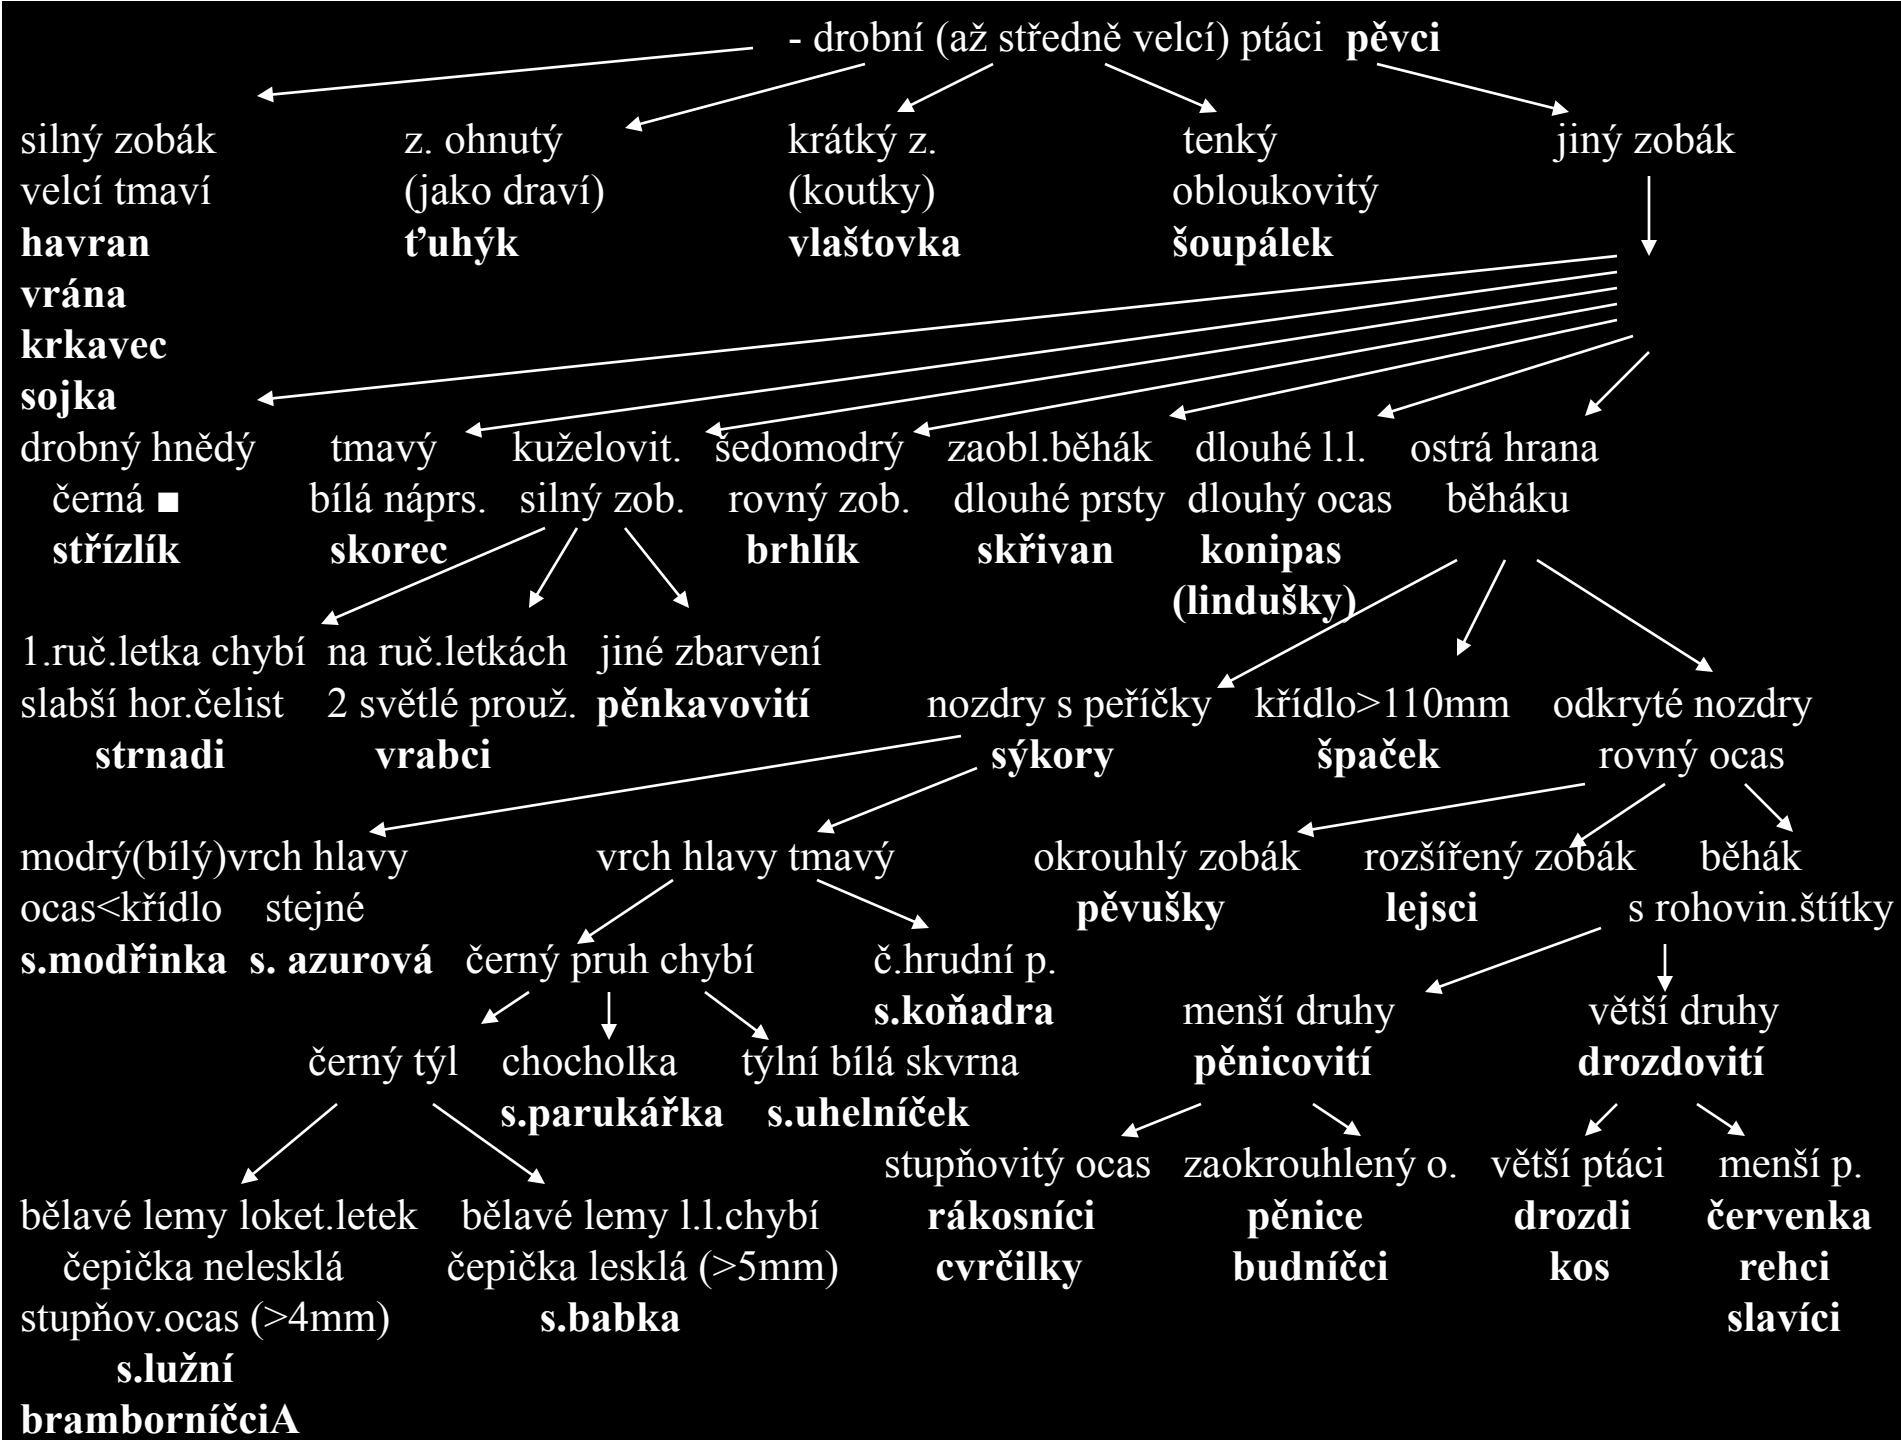 - drobní (až středně velcí) ptáci pěvci
silný zobák z. ohnutý krátký z. tenký jiný zobák
velcí tmaví (jako draví) (koutky) obloukovitý
havran ťuhýk vlaštovka šoupálek
vrána
krkavec
sojka
drobný hnědý tmavý kuželovit. šedomodrý zaobl.běhák dlouhé l.l. ostrá hrana
černá ■ bílá náprs. silný zob. rovný zob. dlouhé prsty dlouhý ocas běháku
střízlík skorec brhlík skřivan konipas
(lindušky)
1.ruč.letka chybí na ruč.letkách jiné zbarvení
slabší hor.čelist 2 světlé prouž. pěnkavovití nozdry s peříčky křídlo>110mm odkryté nozdry
strnadi vrabci sýkory špaček rovný ocas
modrý(bílý)vrch hlavy vrch hlavy tmavý okrouhlý zobák rozšířený zobák běhák
ocas<křídlo stejné pěvušky lejsci s rohovin.štítky
s.modřinka s. azurová černý pruh chybí č.hrudní p.
s.koňadra menší druhy větší druhy
černý týl chocholka týlní bílá skvrna pěnicovití drozdovití
s.parukářka s.uhelníček
stupňovitý ocas zaokrouhlený o. větší ptáci menší p.
bělavé lemy loket.letek bělavé lemy l.l.chybí rákosníci pěnice drozdi červenka
čepička nelesklá čepička lesklá (>5mm) cvrčilky budníčci kos rehci
stupňov.ocas (>4mm) s.babka slavíci
s.lužní
bramborníčciA